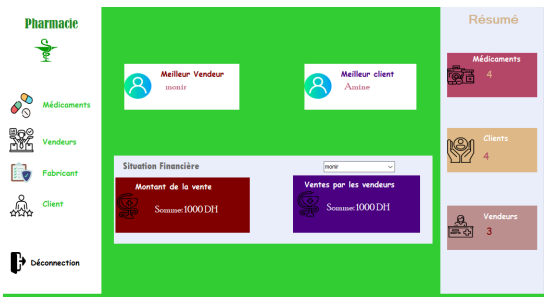 Pharmacie
Médicaments
Vendeurs
Fabricant
Client
Déconnection
Meilleur Vendeur
monir
Meilleur client
Amine
Situation Financière
monir
Montant de la vente
Somme:1000 DH
Ventes par les vendeurs
Somme:1000 DH
Résumé
Médicaments
4
Clients
4
Vendeurs
3